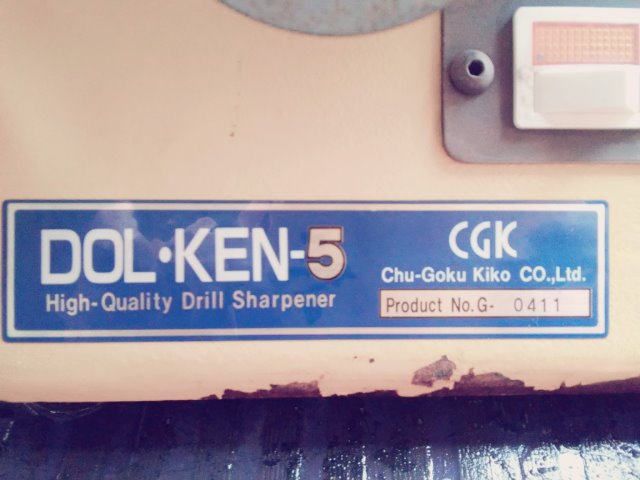 DOL·KEN-5
High-Quality Drill Sharpener
CGK
Chu-Goku Kiko CO.,Ltd.
Product No.G- 0411